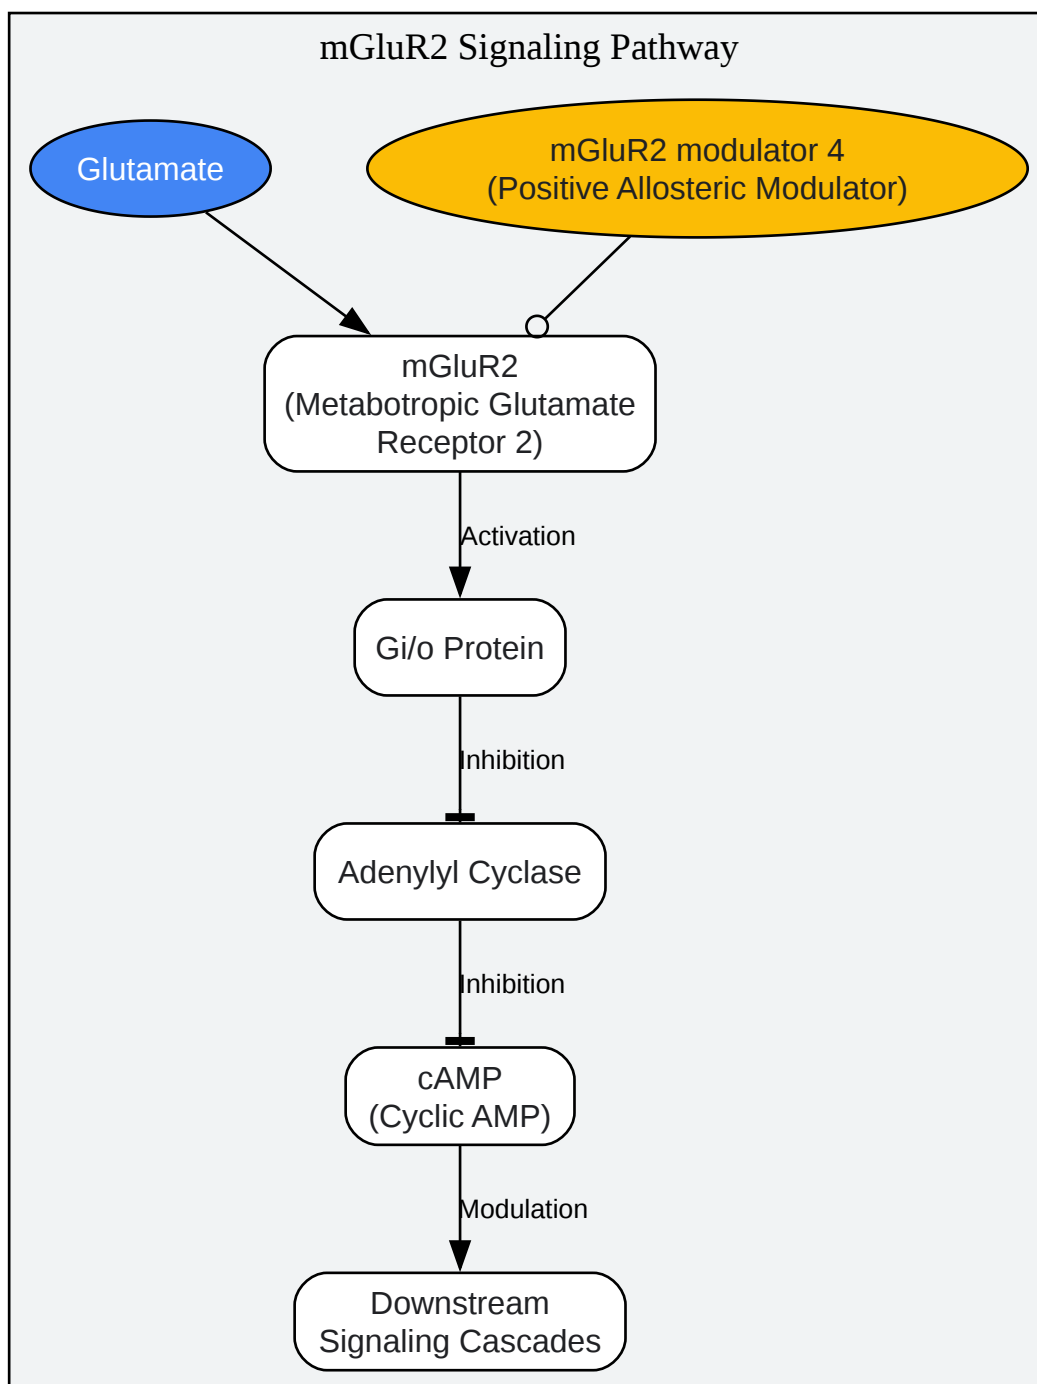 mGluR2 Signaling Pathway
Glutamate
mGluR2 modulator 4
(Positive Allosteric Modulator)
mGluR2
(Metabotropic Glutamate
Receptor 2)
Activation
Gi/o Protein
Inhibition
Adenylyl Cyclase
Inhibition
cAMP
(Cyclic AMP)
Modulation
Downstream
Signaling Cascades